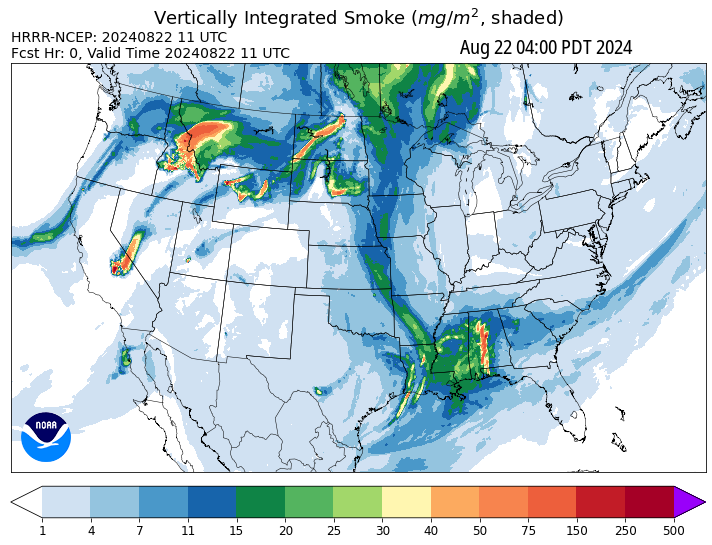 Vertically Integrated Smoke (mg/m², shaded)
HRRR-NCEP: 20240822 11 UTC
Fcst Hr: 0, Valid Time 20240822 11 UTC
Aug 22 04:00 PDT 2024
NOAA
1 4 7 11 15 20 25 30 40 50 75 150 250 500